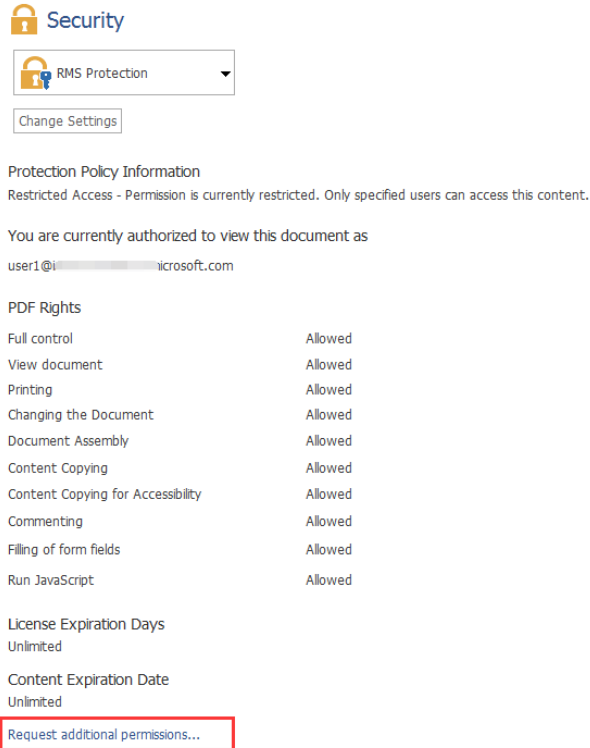 Security
RMS Protection
Change Settings
Protection Policy Information
Restricted Access - Permission is currently restricted. Only specified users can access this content.
You are currently authorized to view this document as
user1@i icrosoft.com
PDF Rights
Full control Allowed
View document Allowed
Printing Allowed
Changing the Document Allowed
Document Assembly Allowed
Content Copying Allowed
Content Copying for Accessibility Allowed
Commenting Allowed
Filling of form fields Allowed
Run JavaScript Allowed
License Expiration Days
Unlimited
Content Expiration Date
Unlimited
Request additional permissions...